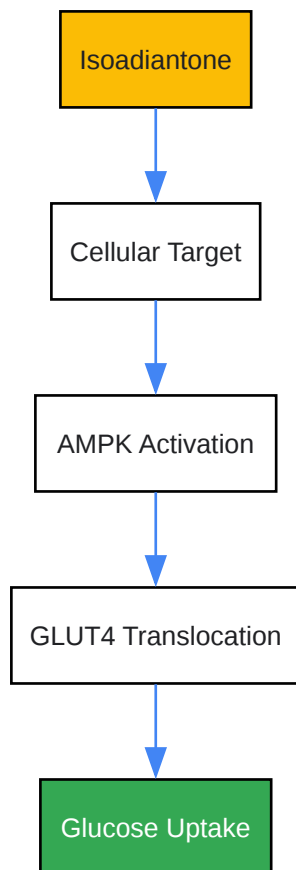 Isoadiantone
Cellular Target
AMPK Activation
GLUT4 Translocation
Glucose Uptake